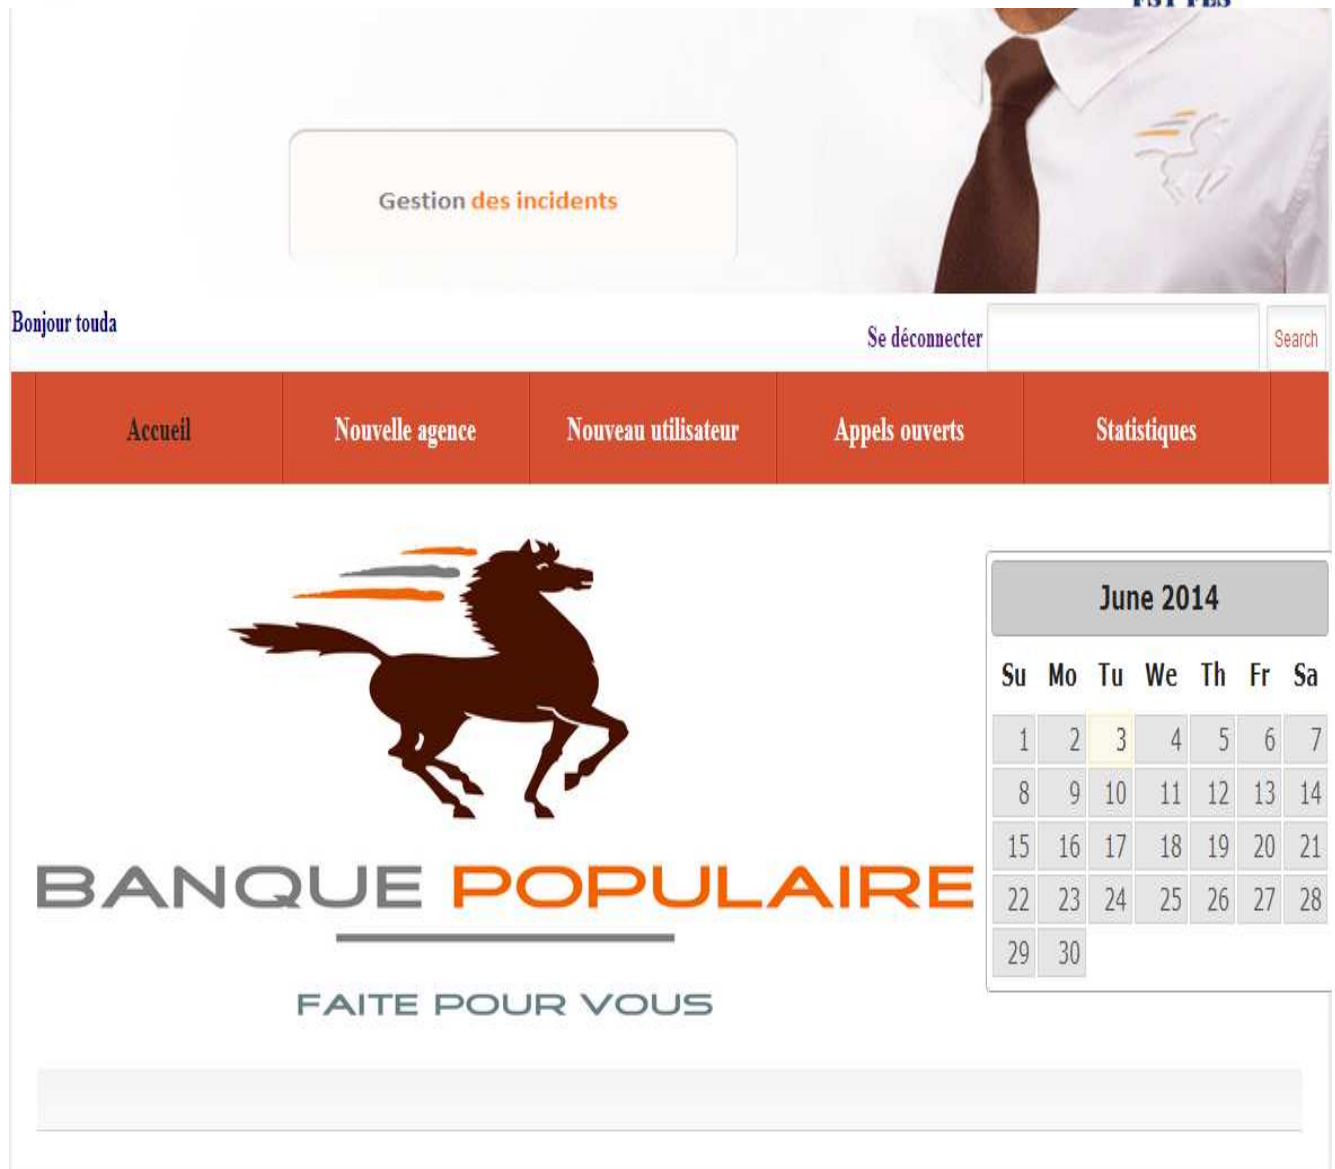 FST FES
Gestion des incidents
Bonjour touda
Se déconnecter
Search
Accueil Nouvelle agence Nouveau utilisateur Appels ouverts Statistiques
June 2014
Su Mo Tu We Th Fr Sa
1 2 3 4 5 6 7
8 9 10 11 12 13 14
15 16 17 18 19 20 21
22 23 24 25 26 27 28
29 30
BANQUE POPULAIRE
FAITE POUR VOUS